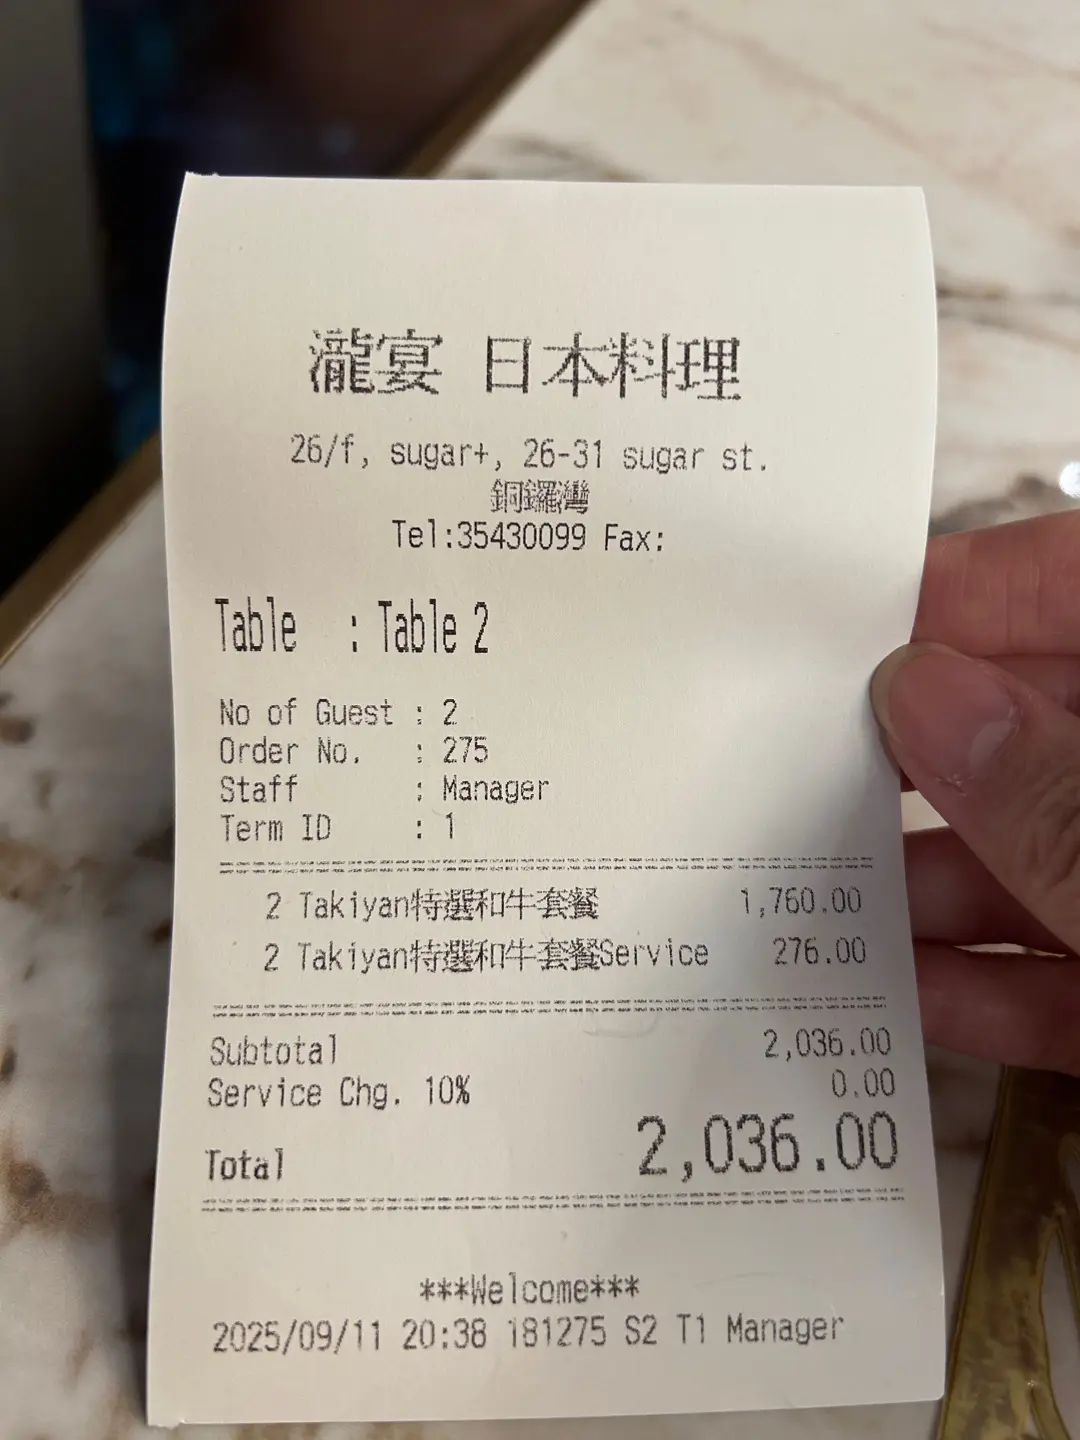 瀧宴 日本料理
26/f, sugar+, 26-31 sugar st.
銅鑼灣
Tel:35430099 Fax:
Table : Table 2
No of Guest : 2
Order No. : 275
Staff : Manager
Term ID : 1
2 Takiyan特選和牛套餐 1,760.00
2 Takiyan特選和牛套餐Service 276.00
Subtotal 2,036.00
Service Chg. 10% 0.00
Total 2,036.00
***Welcome***
2025/09/11 20:38 181275 S2 T1 Manager